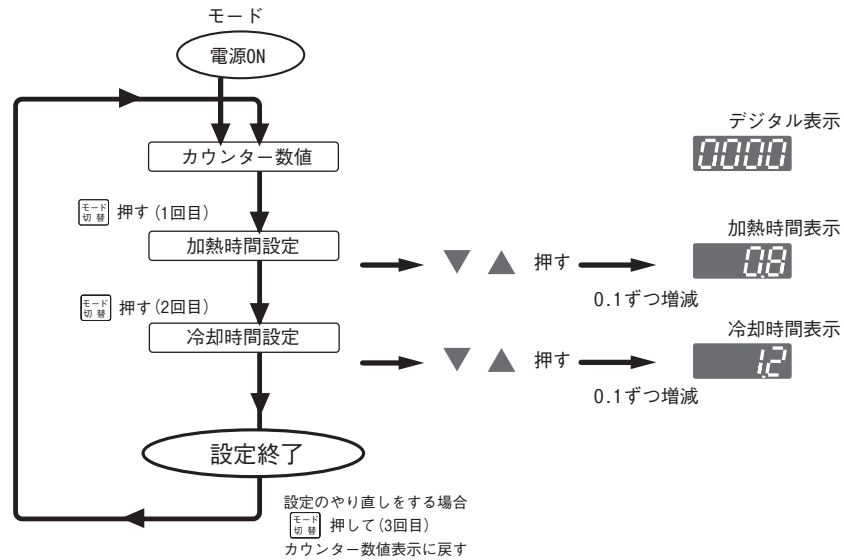 モード
電源ON
デジタル表示
カウンター数値
0000
モード
切替 押す(1回目)
加熱時間表示
加熱時間設定
▼ ▲ 押す
0.8
0.1ずつ増減
モード
切替 押す(2回目)
冷却時間表示
冷却時間設定
▼ ▲ 押す
1.2
0.1ずつ増減
設定終了
設定のやり直しをする場合
モード
切替 押して(3回目)
カウンター数値表示に戻す